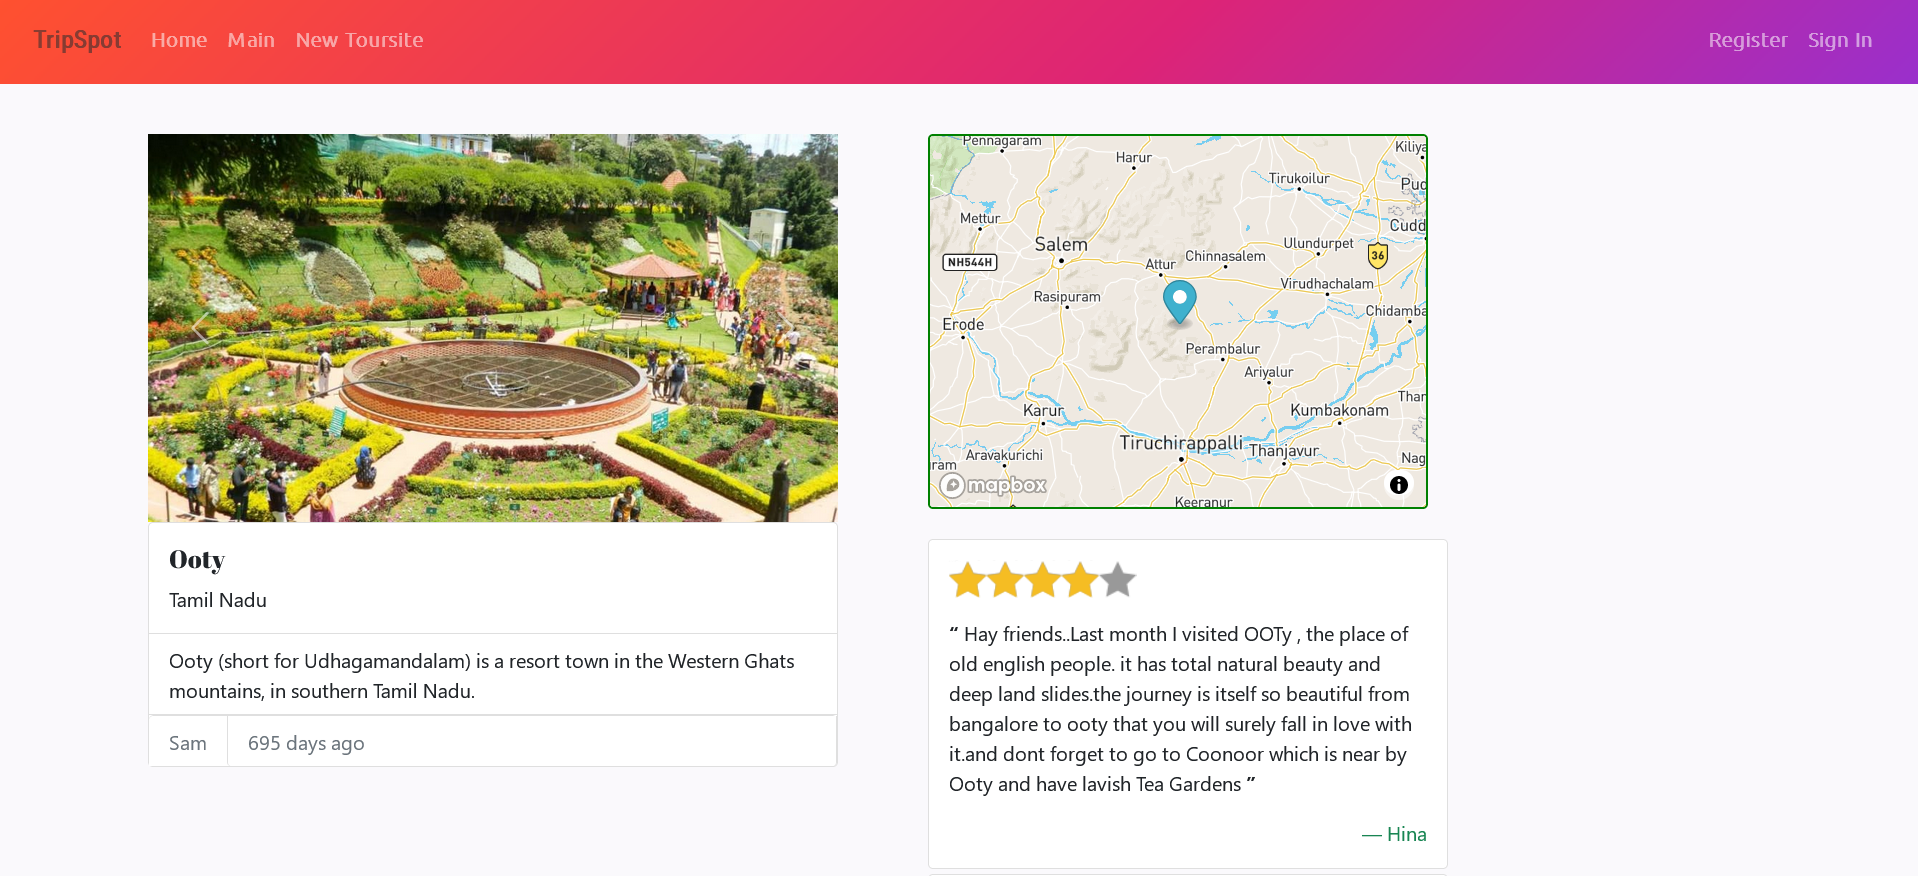 TripSpot Home Main New Toursite Register Sign In
Pennagaram
Harur
Kiliya
Tirukoilur
Puc
Mettur
Cudd
Salem
Ulundurpet
Chinnasalem
36
NH544H
Attur
Virudhachalam
Rasipuram
Chidamba
Erode
Perambalur
Ariyalur
Thar
Karur
Kumbakonam
Tiruchirappalli
Thanjavur
Aravakurichi
Nag
ram
mapbox
Keeranur
Ooty
Tamil Nadu
Ooty (short for Udhagamandalam) is a resort town in the Western Ghats
mountains, in southern Tamil Nadu.
Sam 695 days ago
“ Hay friends..Last month I visited OOTy , the place of
old english people. it has total natural beauty and
deep land slides.the journey is itself so beautiful from
bangalore to ooty that you will surely fall in love with
it.and dont forget to go to Coonoor which is near by
Ooty and have lavish Tea Gardens ”
— Hina